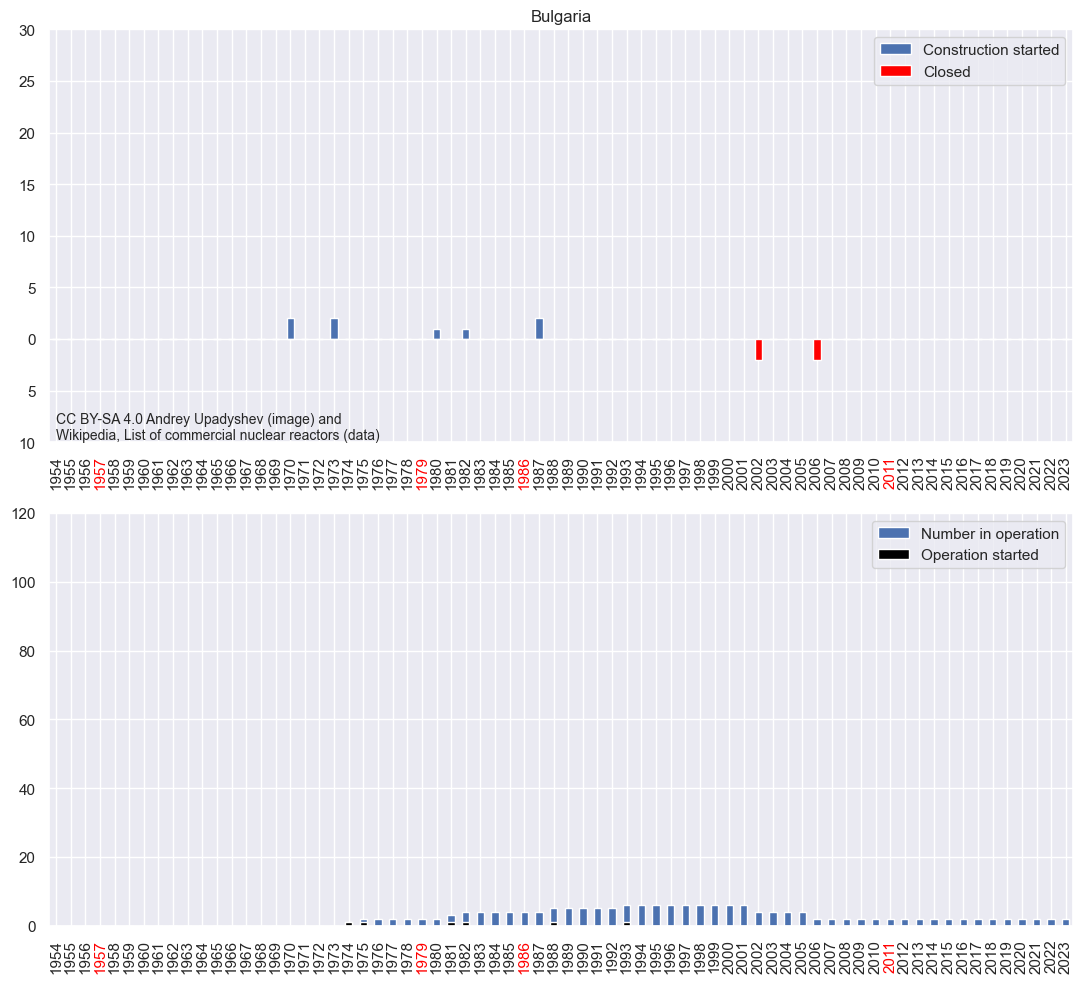 Bulgaria
30
25
20
15
10
5
0
5
10
Construction started
Closed
CC BY-SA 4.0 Andrey Upadyshev (image) and
Wikipedia, List of commercial nuclear reactors (data)
1954 1955 1956 1957 1958 1959 1960 1961 1962 1963 1964 1965 1966 1967 1968 1969 1970 1971 1972 1973 1974 1975 1976 1977 1978 1979 1980 1981 1982 1983 1984 1985 1986 1987 1988 1989 1990 1991 1992 1993 1994 1995 1996 1997 1998 1999 2000 2001 2002 2003 2004 2005 2006 2007 2008 2009 2010 2011 2012 2013 2014 2015 2016 2017 2018 2019 2020 2021 2022 2023
120
100
80
60
40
20
0
Number in operation
Operation started
1954 1955 1956 1957 1958 1959 1960 1961 1962 1963 1964 1965 1966 1967 1968 1969 1970 1971 1972 1973 1974 1975 1976 1977 1978 1979 1980 1981 1982 1983 1984 1985 1986 1987 1988 1989 1990 1991 1992 1993 1994 1995 1996 1997 1998 1999 2000 2001 2002 2003 2004 2005 2006 2007 2008 2009 2010 2011 2012 2013 2014 2015 2016 2017 2018 2019 2020 2021 2022 2023